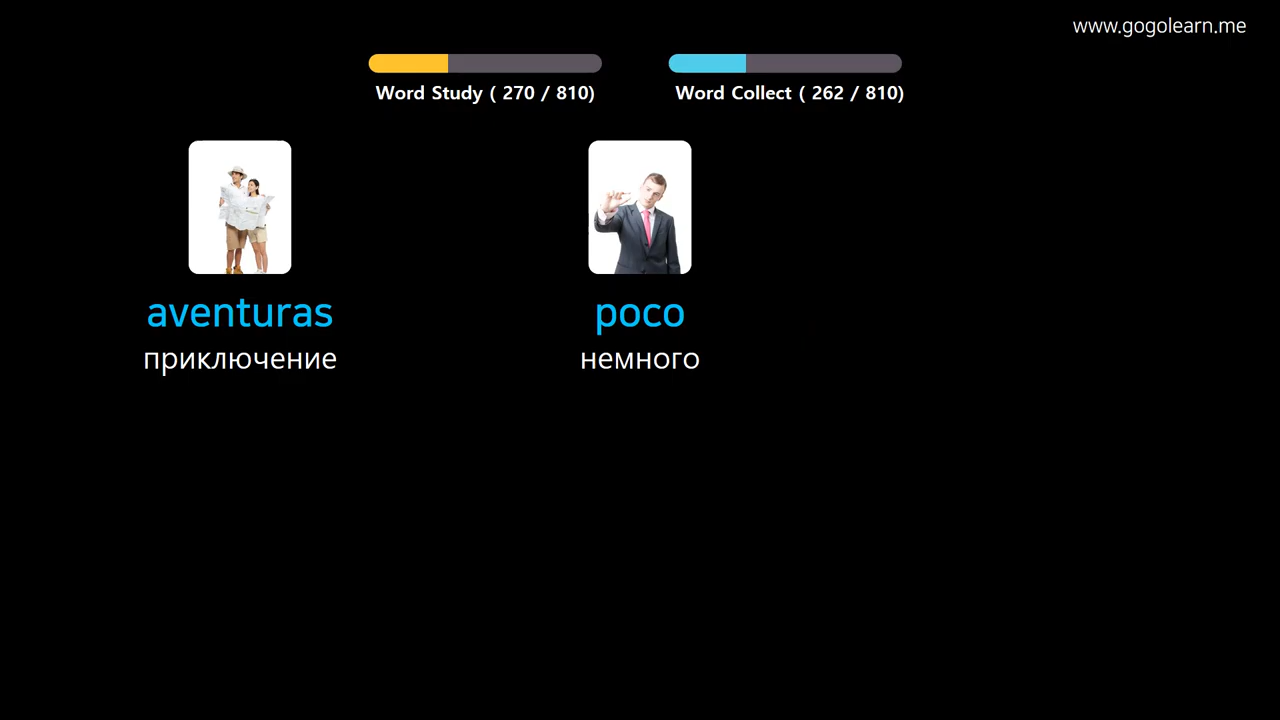 www.gogolearn.me
Word Study ( 270 / 810)
Word Collect ( 262 / 810)
aventuras
приключение
poco
немного